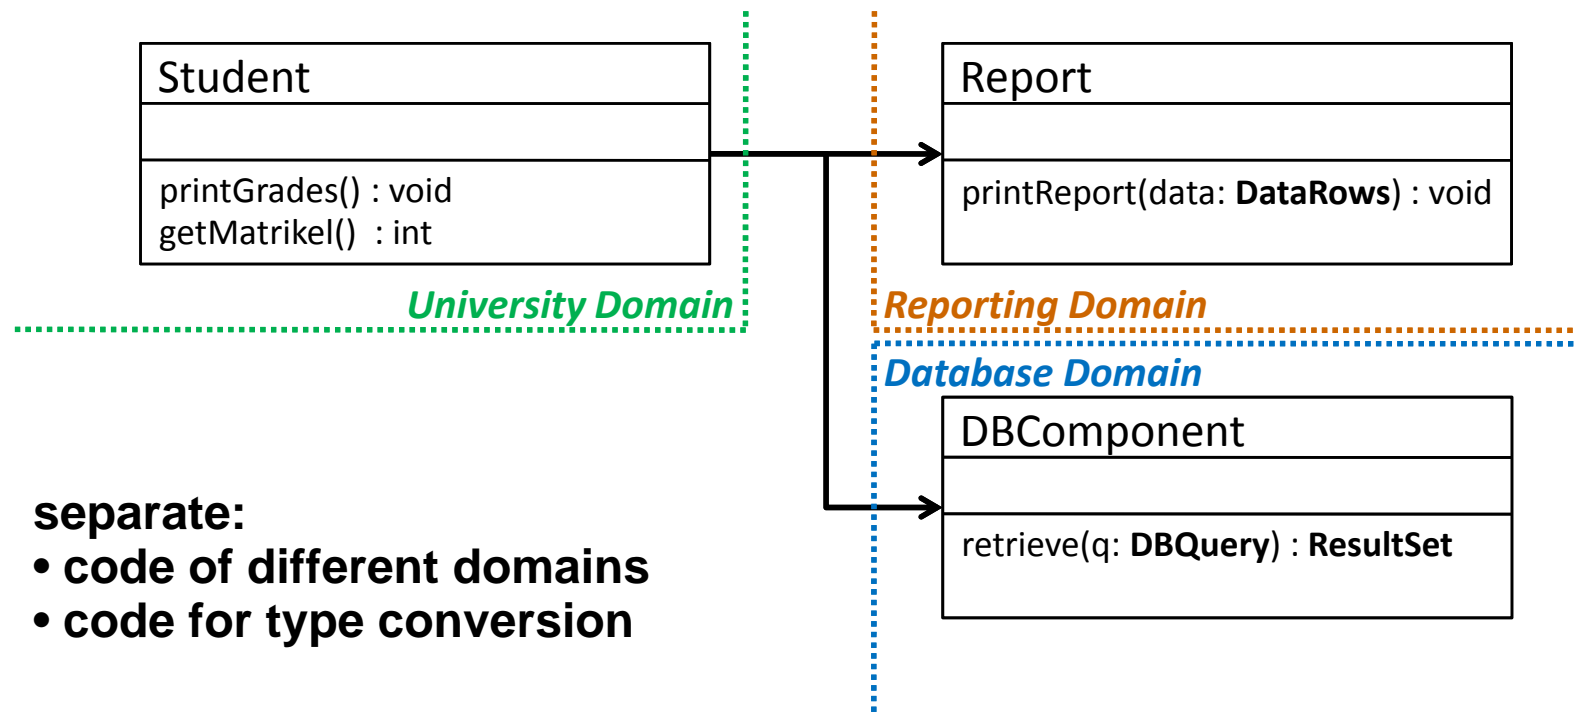 Student
printGrades() : void
getMatrikel() : int
University Domain
Report
printReport(data: DataRows) : void
Reporting Domain
Database Domain
DBComponent
retrieve(q: DBQuery) : ResultSet
separate:
• code of different domains
• code for type conversion